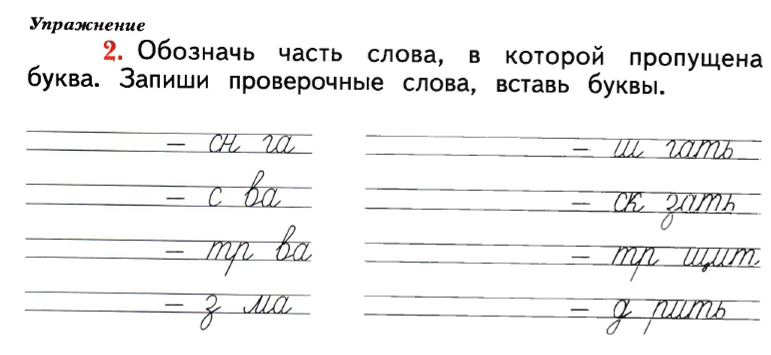 Упражнение
2. Обозначь часть слова, в которой пропущена
буква. Запиши проверочные слова, вставь буквы.
– сн га
– ш гать
– с ва
– ск зать
– тр ва
– тр щит
– з ма
– д рить